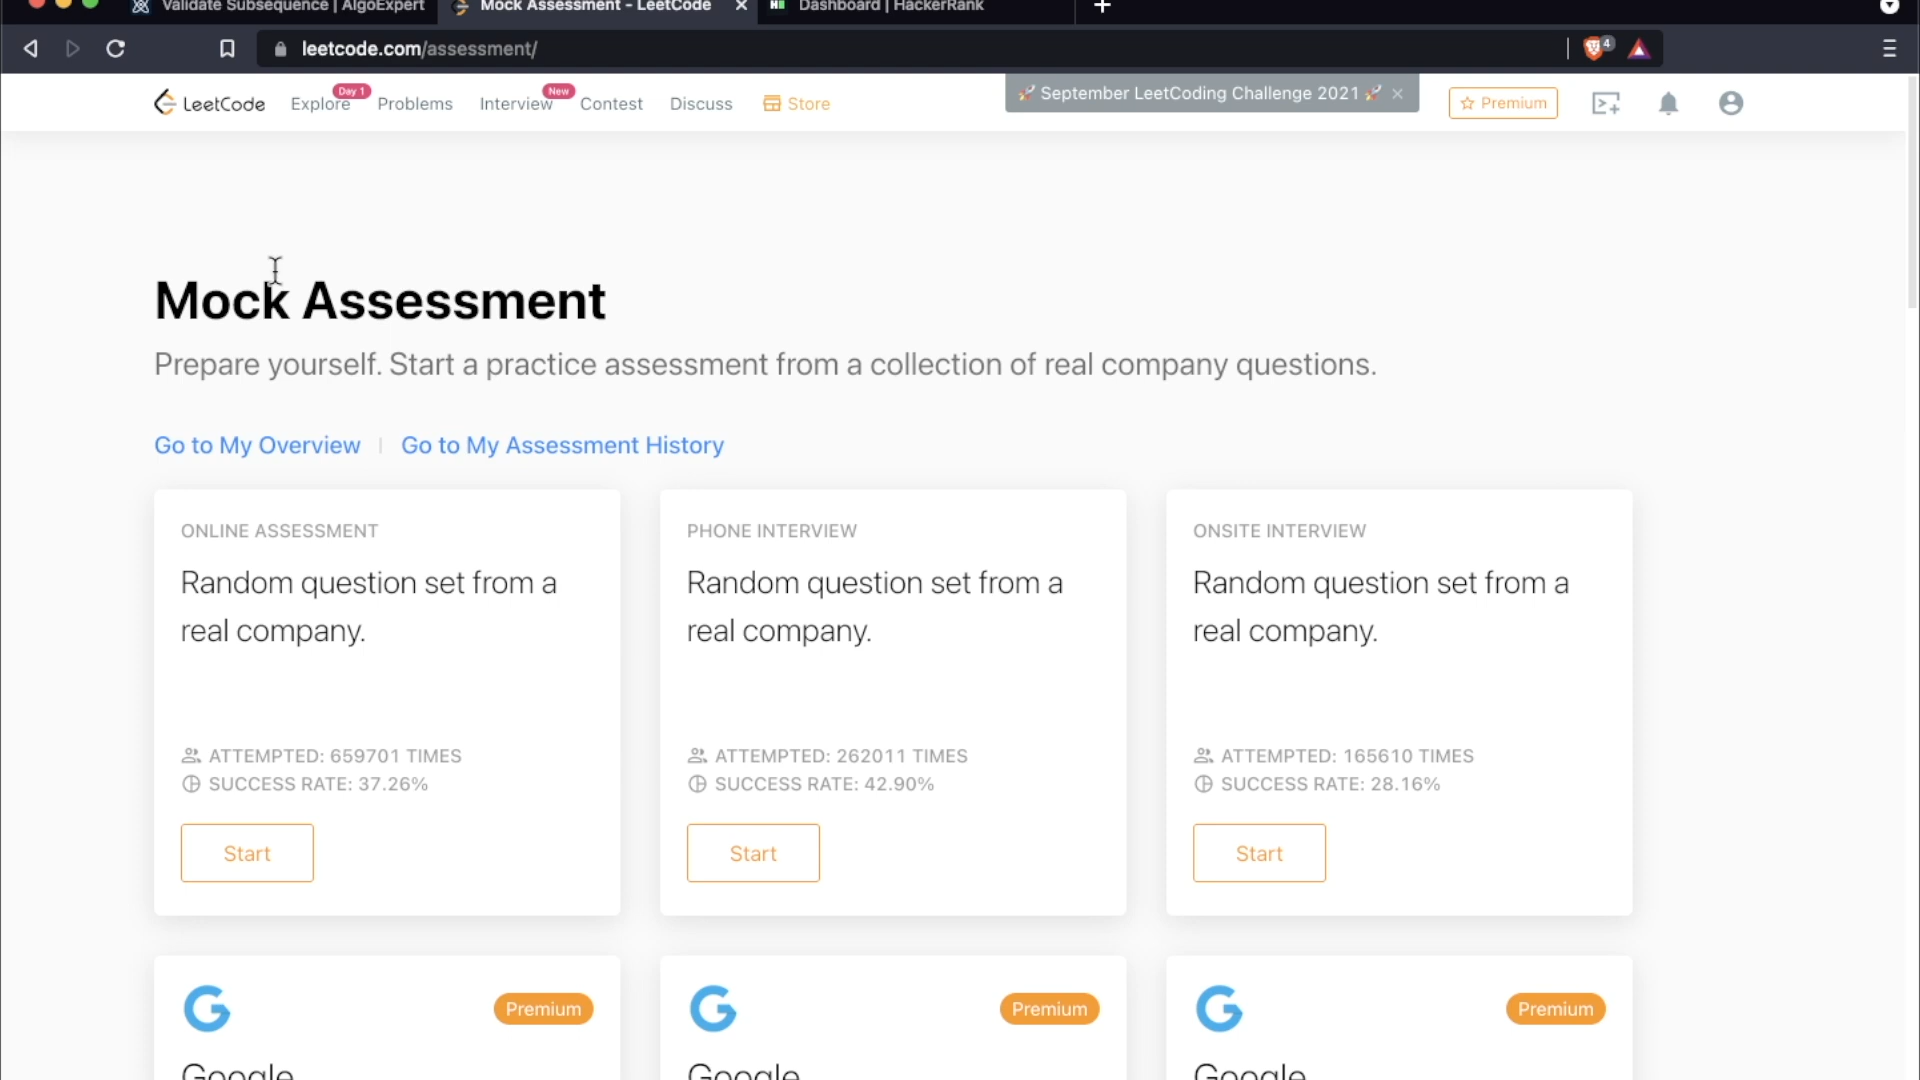 Validate Subsequence | AlgoExpert
Mock Assessment - LeetCode
Dashboard | HackerRank
leetcode.com/assessment/
4
LeetCode
Explore
Day 1
Problems
Interview
New
Contest
Discuss
Store
🚀 September LeetCoding Challenge 2021 🚀
Premium
Mock Assessment
Prepare yourself. Start a practice assessment from a collection of real company questions.
Go to My Overview | Go to My Assessment History
ONLINE ASSESSMENT
Random question set from a
real company.
ATTEMPTED: 659701 TIMES
SUCCESS RATE: 37.26%
Start
PHONE INTERVIEW
Random question set from a
real company.
ATTEMPTED: 262011 TIMES
SUCCESS RATE: 42.90%
Start
ONSITE INTERVIEW
Random question set from a
real company.
ATTEMPTED: 165610 TIMES
SUCCESS RATE: 28.16%
Start
Premium
Google
Premium
Google
Premium
Google